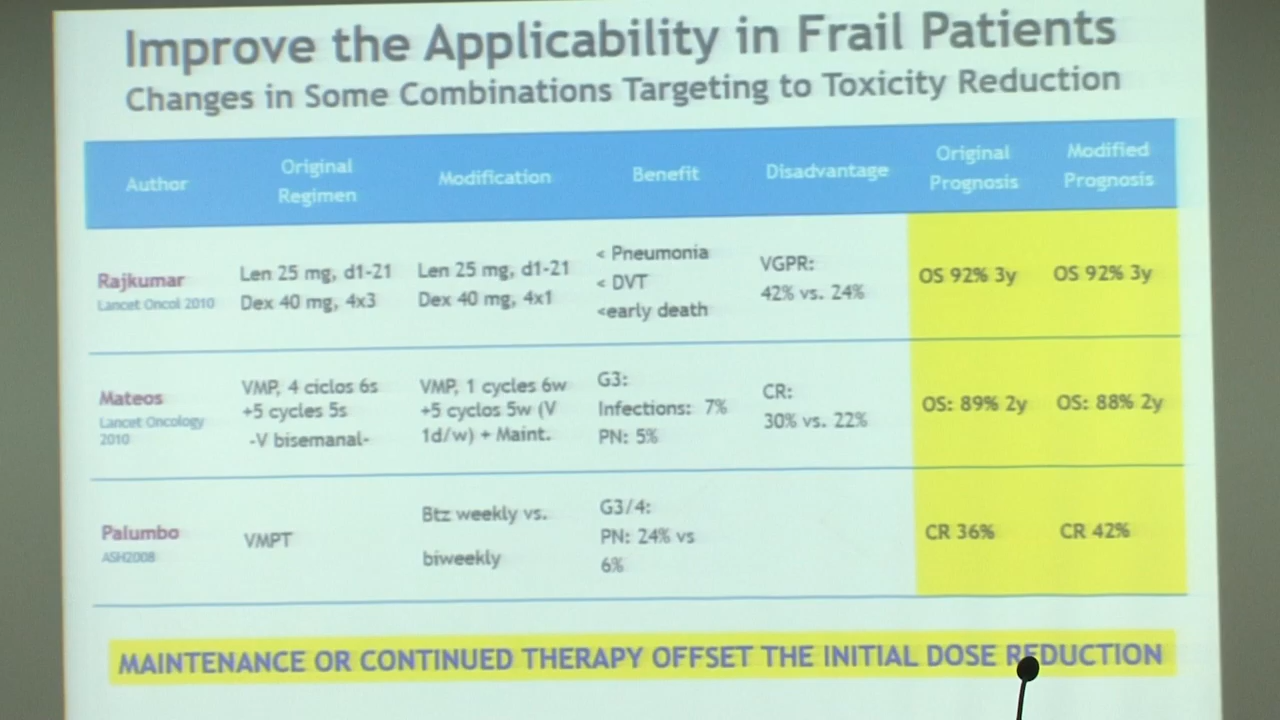 Improve the Applicability in Frail Patients
Changes in Some Combinations Targeting to Toxicity Reduction
Author
Original
Regimen
Modification
Benefit
Disadvantage
Original
Prognosis
Modified
Prognosis
Rajkumar
Lancet Oncol 2010
Len 25 mg, d1-21
Dex 40 mg, 4x3
Len 25 mg, d1-21
Dex 40 mg, 4x1
< Pneumonia
< DVT
<early death
VGPR:
42% vs. 24%
OS 92% 3y
OS 92% 3y
Mateos
Lancet Oncology
2010
VMP, 4 ciclos 6s
+5 cycles 5s
-V bisemanal-
VMP, 1 cycles 6w
+5 cyclos 5w (V
1d/w) + Maint.
G3:
Infections: 7%
PN: 5%
CR:
30% vs. 22%
OS: 89% 2y
OS: 88% 2y
Palumbo
ASH2008
VMPT
Btz weekly vs.
biweekly
G3/4:
PN: 24% vs
6%
CR 36%
CR 42%
MAINTENANCE OR CONTINUED THERAPY OFFSET THE INITIAL DOSE REDUCTION